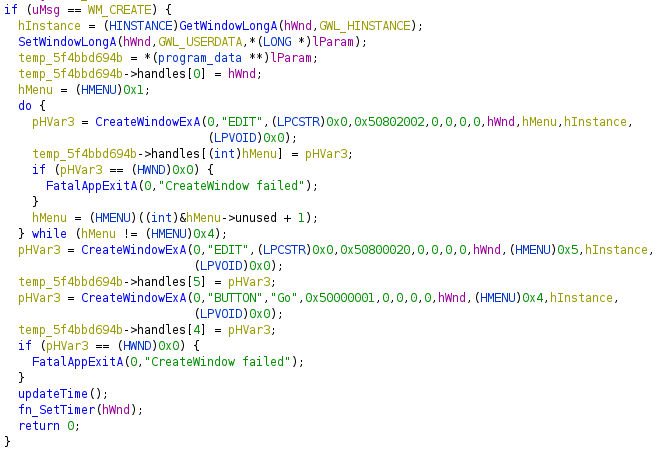 if (uMsg == WM_CREATE) {
hInstance = (HINSTANCE)GetWindowLongA(hWnd,GWL_HINSTANCE);
SetWindowLongA(hWnd,GWL_USERDATA,*(LONG *)lParam);
temp_5f4bbd694b = *(program_data **)lParam;
temp_5f4bbd694b->handles[0] = hWnd;
hMenu = (HMENU)0x1;
do {
pHVar3 = CreateWindowExA(0,"EDIT",(LPCSTR)0x0,0x50802002,0,0,0,0,hWnd,hMenu,hInstance,
(LPVOID)0x0);
temp_5f4bbd694b->handles[(int)hMenu] = pHVar3;
if (pHVar3 == (HWND)0x0) {
FatalAppExitA(0,"CreateWindow failed");
}
hMenu = (HMENU)((int)&hMenu->unused + 1);
} while (hMenu != (HMENU)0x4);
pHVar3 = CreateWindowExA(0,"EDIT",(LPCSTR)0x0,0x50800020,0,0,0,0,hWnd,(HMENU)0x5,hInstance,
(LPVOID)0x0);
temp_5f4bbd694b->handles[5] = pHVar3;
pHVar3 = CreateWindowExA(0,"BUTTON","Go",0x50000001,0,0,0,0,hWnd,(HMENU)0x4,hInstance,
(LPVOID)0x0);
temp_5f4bbd694b->handles[4] = pHVar3;
if (pHVar3 == (HWND)0x0) {
FatalAppExitA(0,"CreateWindow failed");
}
updateTime();
fn_SetTimer(hWnd);
return 0;
}